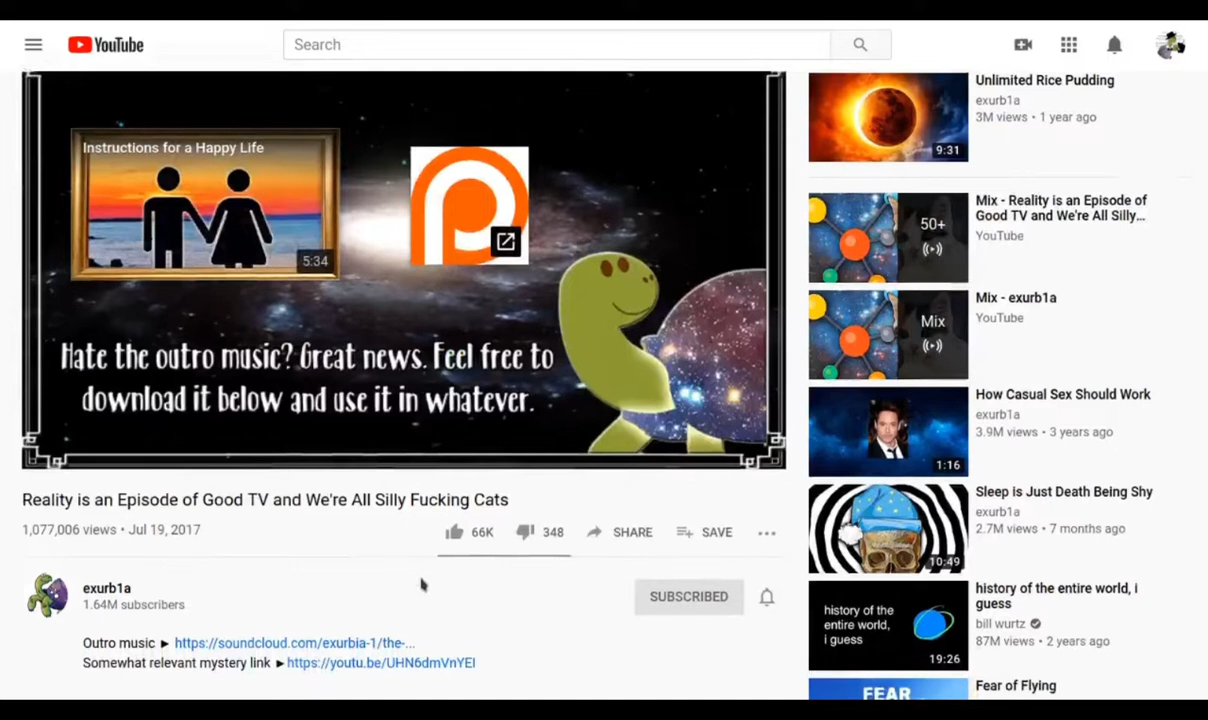 YouTube
Search
Instructions for a Happy Life
5:34
Hate the outro music? Great news. Feel free to
download it below and use it in whatever.
Reality is an Episode of Good TV and We're All Silly Fucking Cats
1,077,006 views • Jul 19, 2017
66K
348
SHARE
SAVE
exurb1a
1.64M subscribers
SUBSCRIBED
Outro music ► https://soundcloud.com/exurbia-1/the-...
Somewhat relevant mystery link ►https://youtu.be/UHN6dmVnYEI
Unlimited Rice Pudding
exurb1a
3M views • 1 year ago
9:31
Mix - Reality is an Episode of
Good TV and We're All Silly...
YouTube
50+
Mix - exurb1a
YouTube
Mix
How Casual Sex Should Work
exurb1a
3.9M views • 3 years ago
1:16
Sleep is Just Death Being Shy
exurb1a
2.7M views • 7 months ago
10:49
history of the entire world, i
guess
bill wurtz
87M views • 2 years ago
history of the
entire world,
i guess
19:26
Fear of Flying
FEAR